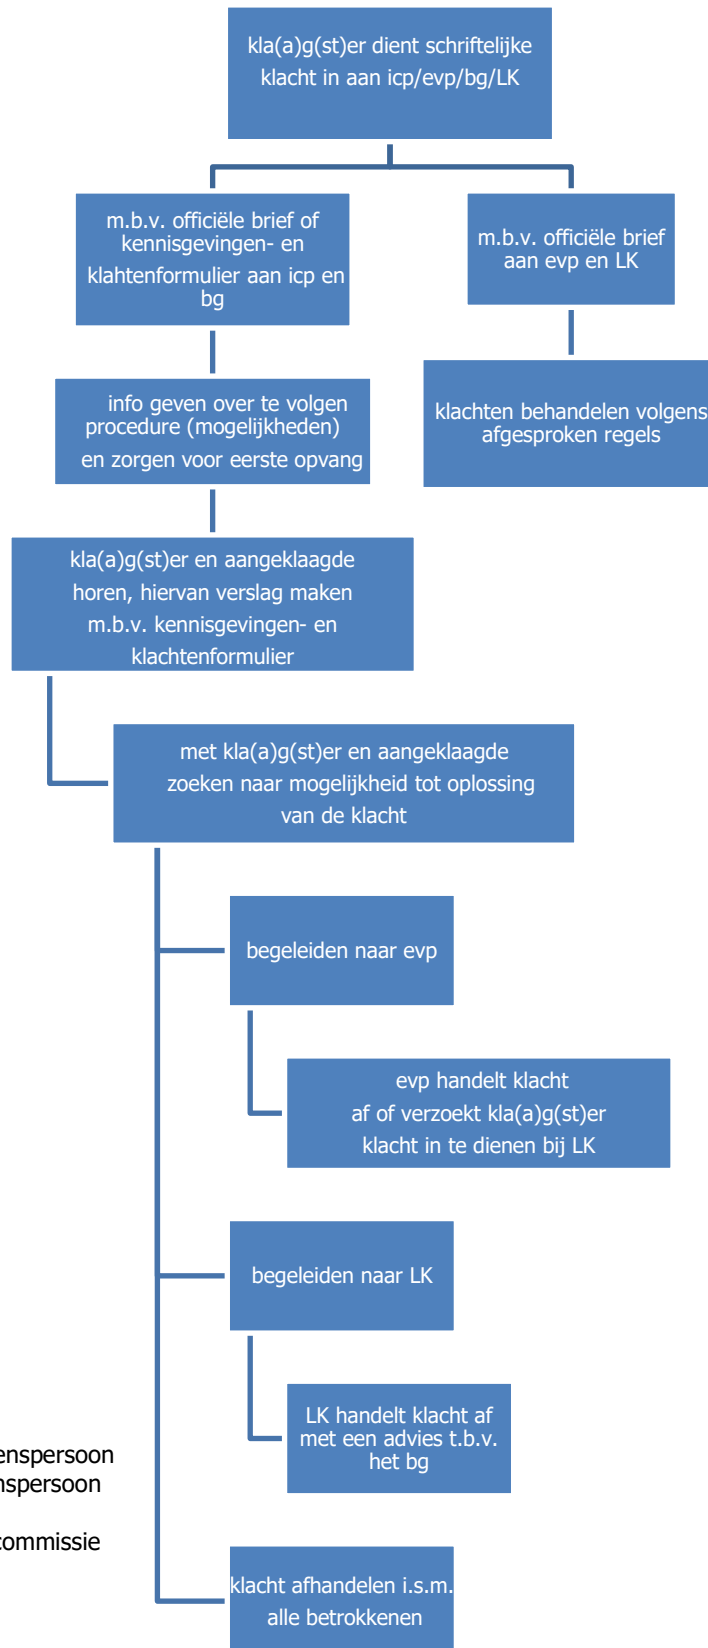 kla(a)g(st)er dient schriftelijke
klacht in aan icp/evp/bg/LK
m.b.v. officiële brief of
kennisgevingen- en
klahtenformulier aan icp en
bg
m.b.v. officiële brief
aan evp en LK
info geven over te volgen
procedure (mogelijkheden)
en zorgen voor eerste opvang
klachten behandelen volgens
afgesproken regels
kla(a)g(st)er en aangeklaagde
horen, hiervan verslag maken
m.b.v. kennisgevingen- en
klachtenformulier
met kla(a)g(st)er en aangeklaagde
zoeken naar mogelijkheid tot oplossing
van de klacht
begeleiden naar evp
evp handelt klacht
af of verzoekt kla(a)g(st)er
klacht in te dienen bij LK
begeleiden naar LK
LK handelt klacht af
met een advies t.b.v.
het bg
enspersoon
nspersoon
commissie
klacht afhandelen i.s.m.
alle betrokkenen